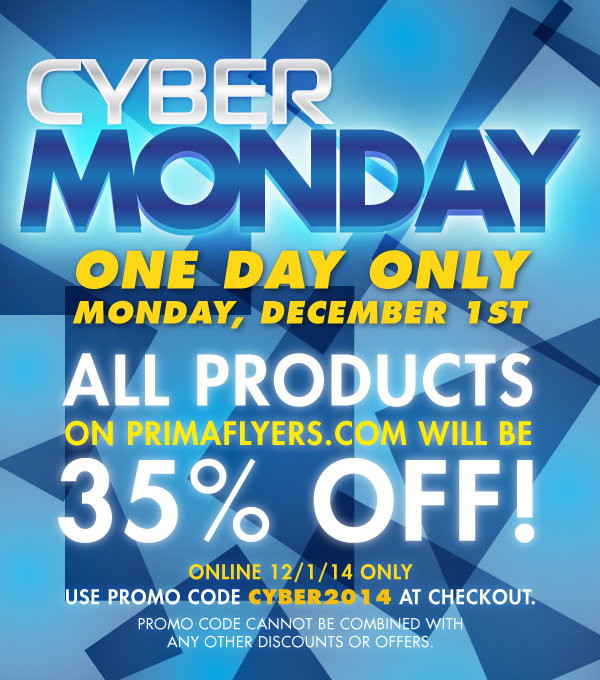 CYBER
MONDAY
ONE DAY ONLY
MONDAY, DECEMBER 1ST
ALL PRODUCTS
ON PRIMAFLYERS.COM WILL BE
35% OFF!
ONLINE 12/1/14 ONLY
USE PROMO CODE CYBER2014 AT CHECKOUT.
PROMO CODE CANNOT BE COMBINED WITH
ANY OTHER DISCOUNTS OR OFFERS.